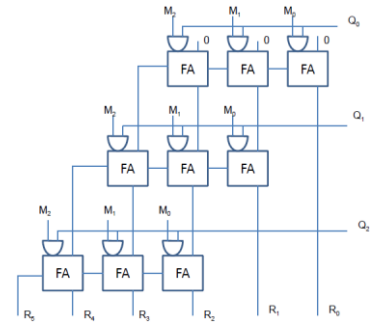 M₂ M₁ M₀
Q₀
0 0 0
FA FA FA
M₂ M₁ M₀
Q₁
FA FA FA
M₂ M₁ M₀
Q₂
FA FA FA
R₅ R₄ R₃ R₂ R₁ R₀